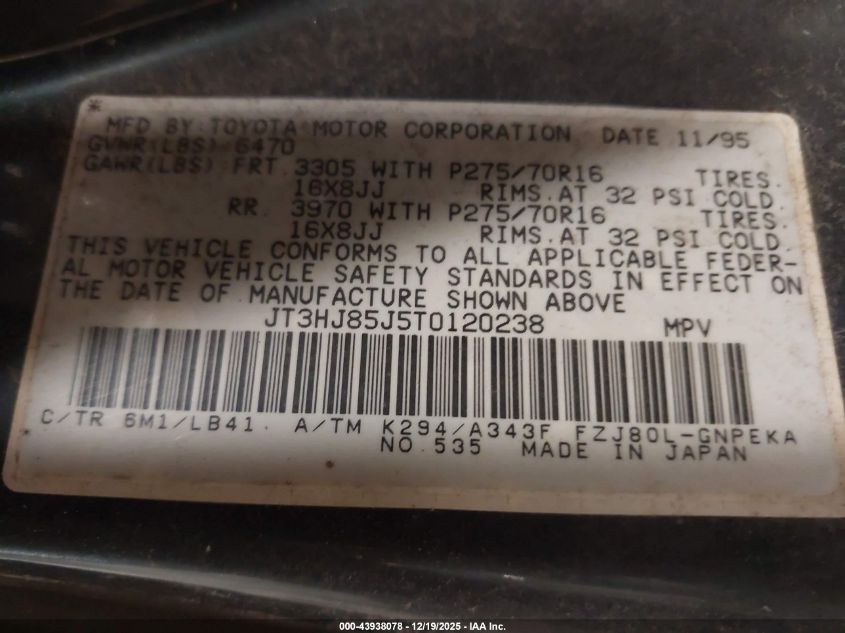 * MFD BY TOYOTA MOTOR CORPORATION DATE 11/95
GVWR(LBS) 6470
GAWR(LBS) FRT 3305 WITH P275/70R16 TIRES.
16X8JJ RIMS.AT 32 PSI COLD.
RR. 3970 WITH P275/70R16 TIRES.
16X8JJ RIMS.AT 32 PSI COLD.
THIS VEHICLE CONFORMS TO ALL APPLICABLE FEDER-
AL MOTOR VEHICLE SAFETY STANDARDS IN EFFECT ON
THE DATE OF MANUFACTURE SHOWN ABOVE
JT3HJ85J5T0120238 MPV
C/TR 6M1/LB41. A/TM K294/A343F FZJ80L-GNPEKA
* NO.535 MADE IN JAPAN
000-43938078 - 12/19/2025 - IAA Inc.